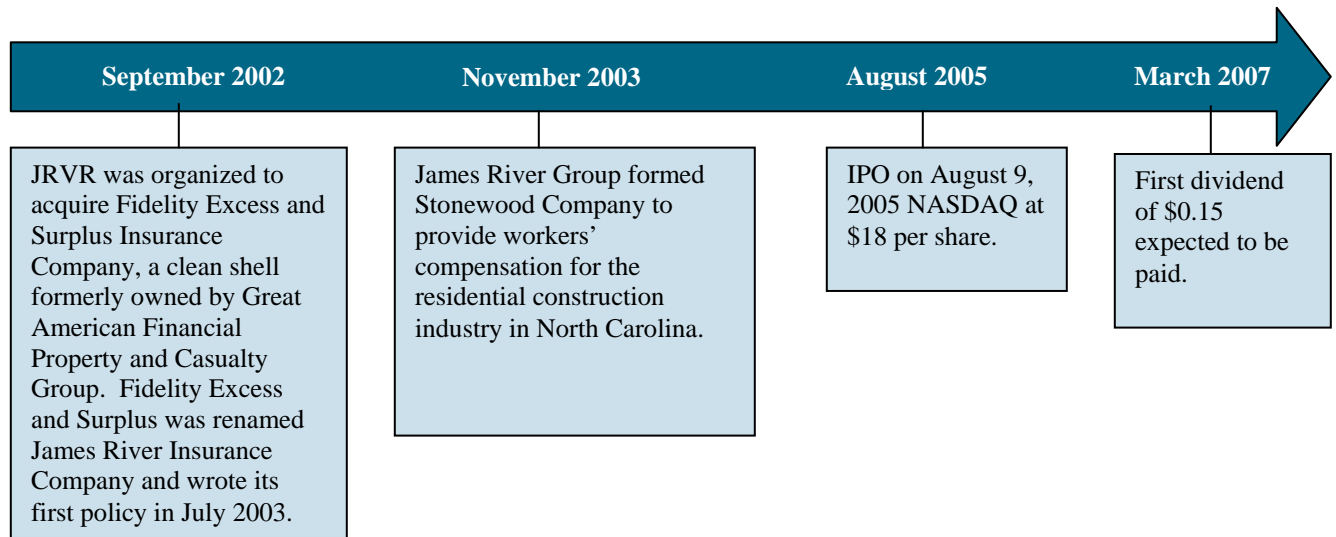 September 2002
November 2003
August 2005
March 2007
JRVR was organized to
acquire Fidelity Excess and
Surplus Insurance
Company, a clean shell
formerly owned by Great
American Financial
Property and Casualty
Group.  Fidelity Excess
and Surplus was renamed
James River Insurance
Company and wrote its
first policy in July 2003.
James River Group formed
Stonewood Company to
provide workers’
compensation for the
residential construction
industry in North Carolina.
IPO on August 9,
2005 NASDAQ at
$18 per share.
First dividend
of $0.15
expected to be
paid.